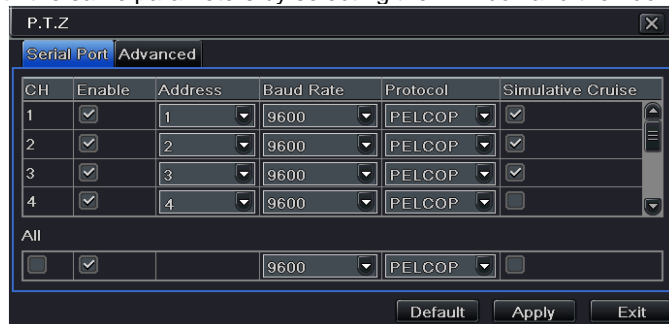 P.T.Z
Serial Port Advanced
CH Enable Address Baud Rate Protocol Simulative Cruise
1 1 9600 PELCOP
2 2 9600 PELCOP
3 3 9600 PELCOP
4 4 9600 PELCOP
All
9600 PELCOP
Default Apply Exit